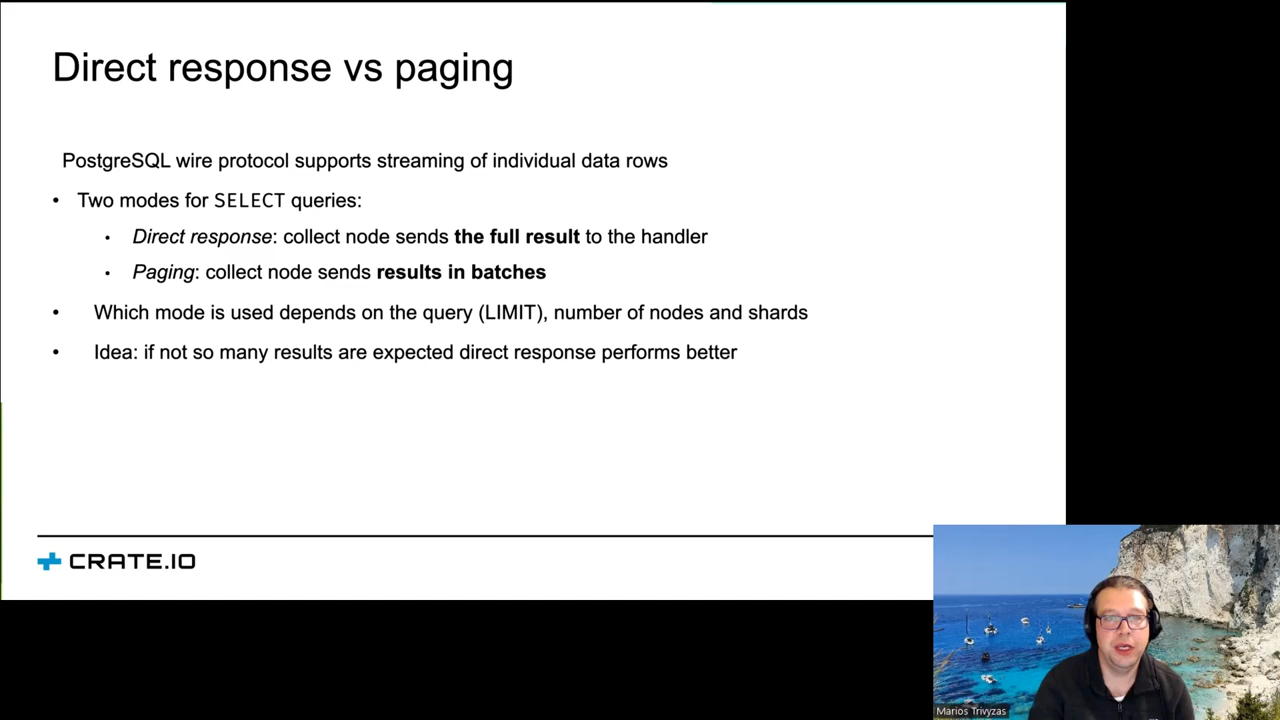 Direct response vs paging
PostgreSQL wire protocol supports streaming of individual data rows
• Two modes for SELECT queries:
• Direct response: collect node sends the full result to the handler
• Paging: collect node sends results in batches
• Which mode is used depends on the query (LIMIT), number of nodes and shards
• Idea: if not so many results are expected direct response performs better
CRATE.IO
Marios Trivyzas